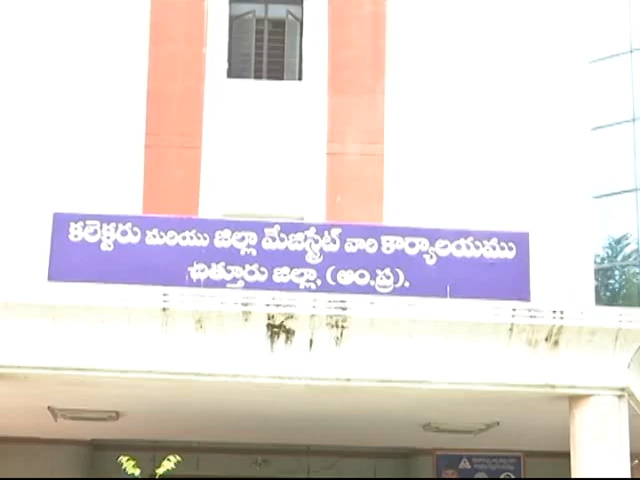 కలెక్టరు మరియు జిల్లా మేజిస్ట్రేట్ వారి కార్యాలయము
చిత్తూరు జిల్లా, (ఆం.ప్ర).